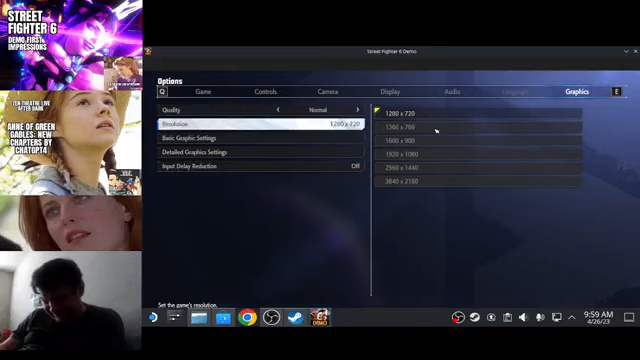 STREET
FIGHTER 6
DEMO FIRST
IMPRESSIONS
ZEN THEATRE LIVE
AFTER DARK
ANNE OF GREEN
GABLES: NEW
CHAPTERS BY
CHATGPT4
Street Fighter 6 Demo
Options
Q Game Controls Camera Display Audio Language Graphics E
Quality Normal
Resolution 1280 x 720
Basic Graphic Settings
Detailed Graphics Settings
Input Delay Reduction Off
1280 x 720
1366 x 768
1600 x 900
1920 x 1080
2560 x 1440
3840 x 2160
Set the game's resolution.
DEMO
9:59 AM
4/26/23